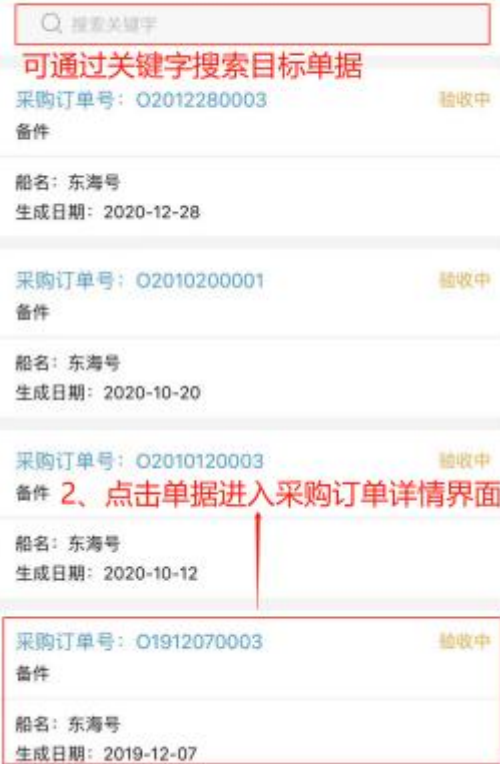 搜索关键字
可通过关键字搜索目标单据
采购订单号：O2012280003 验收中
备件
船名：东海号
生成日期：2020-12-28
采购订单号：O2010200001 验收中
备件
船名：东海号
生成日期：2020-10-20
采购订单号：O2010120003 验收中
备件 2、点击单据进入采购订单详情界面
船名：东海号
生成日期：2020-10-12
采购订单号：O1912070003 验收中
备件
船名：东海号
生成日期：2019-12-07